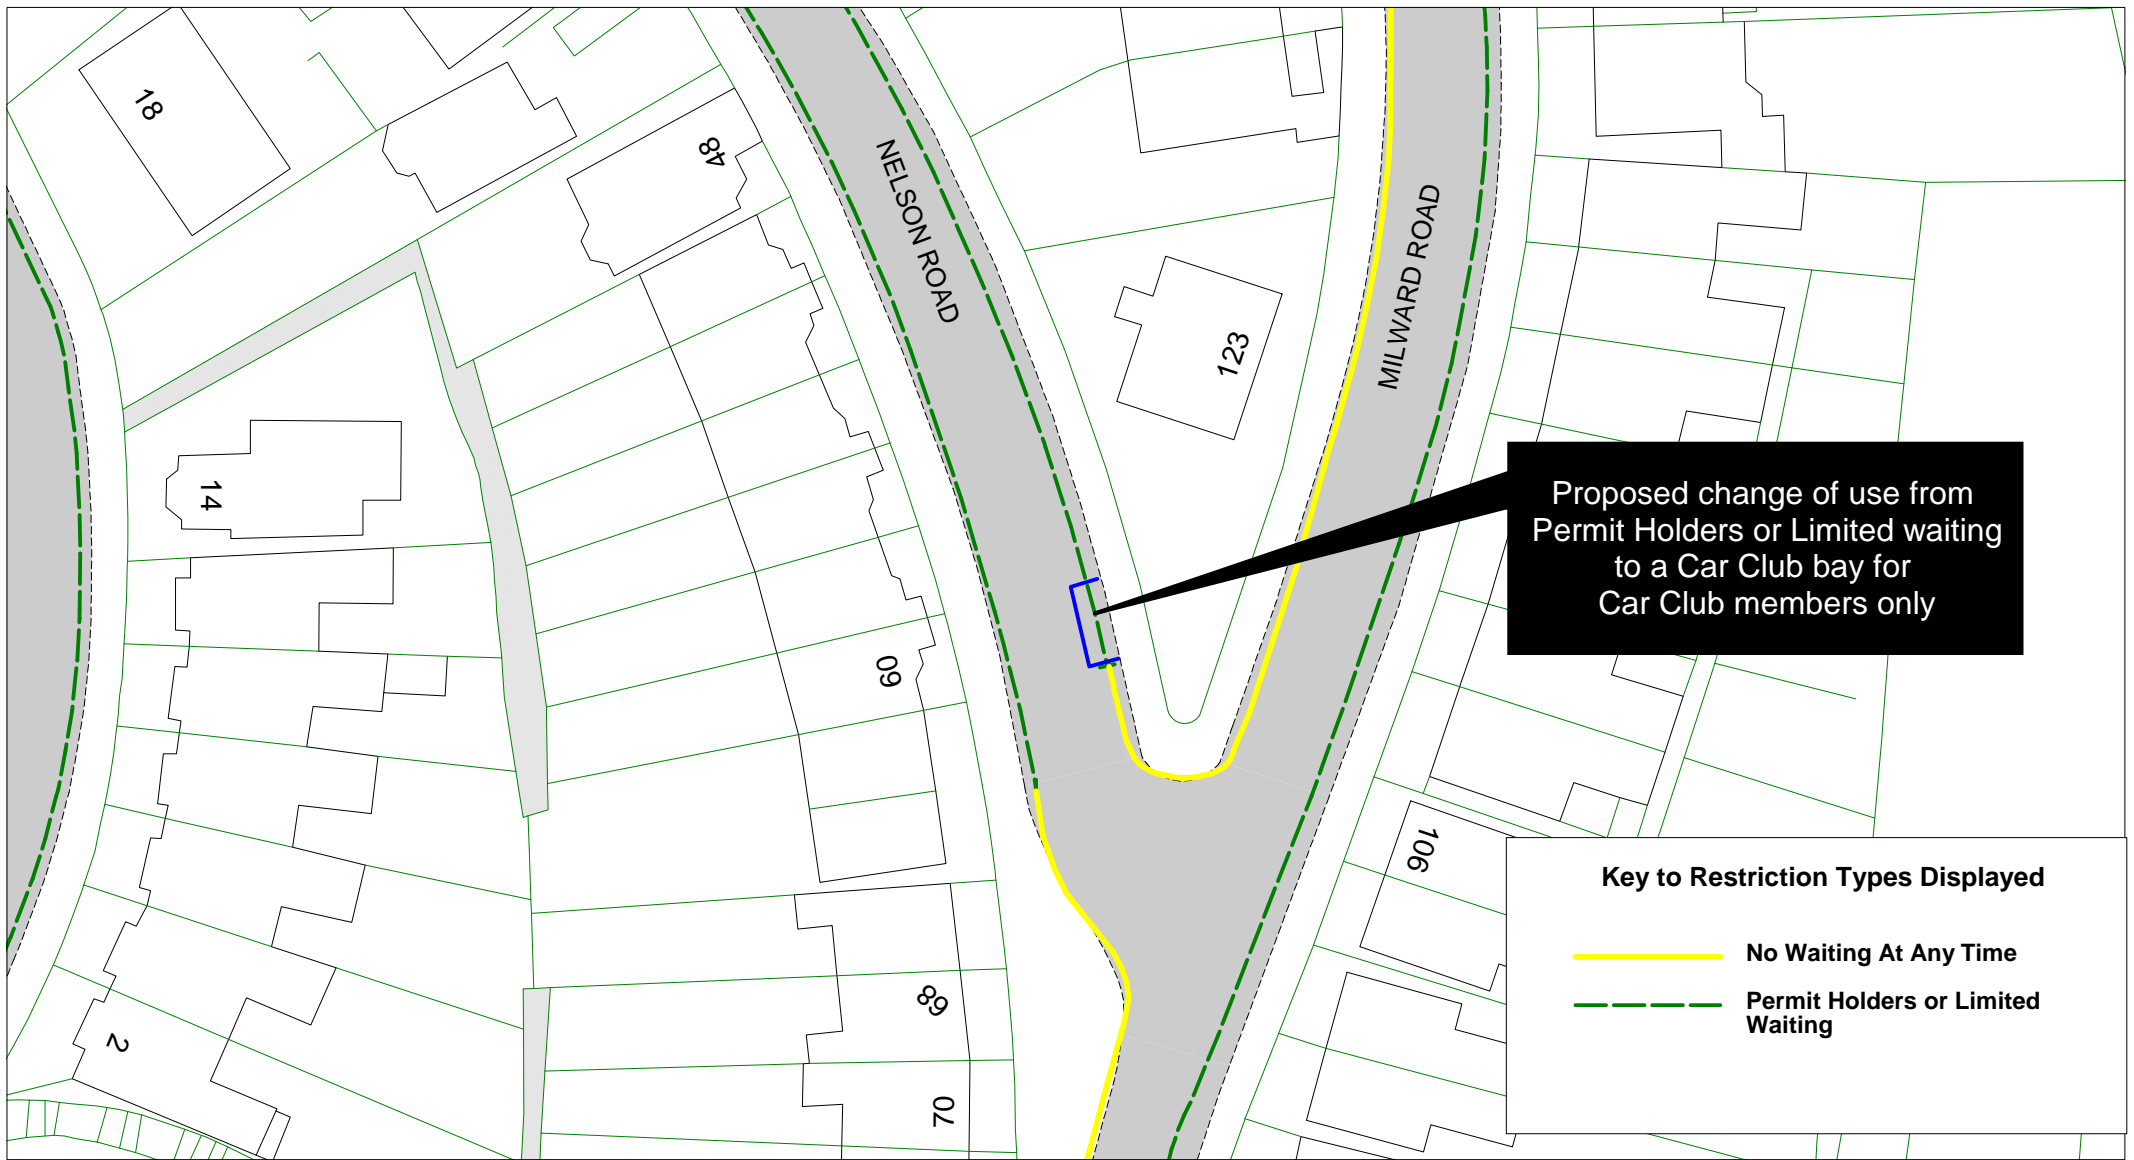 18
48
NELSON ROAD
MILWARD ROAD
123
14
Proposed change of use from
Permit Holders or Limited waiting
to a Car Club bay for
Car Club members only
60
106
Key to Restriction Types Displayed
No Waiting At Any Time
Permit Holders or Limited
Waiting
68
2
70